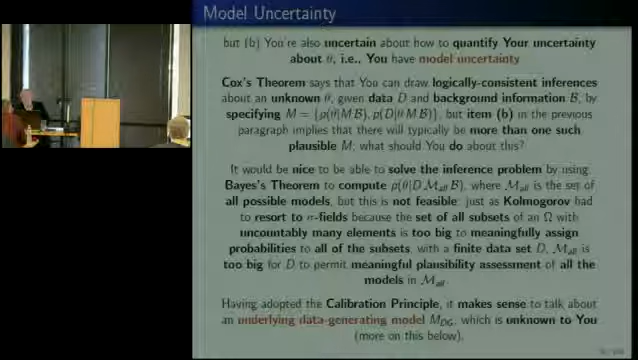 Model Uncertainty
but (b) You're also uncertain about how to quantify Your uncertainty
about θ, i.e., You have model uncertainty
Cox's Theorem says that You can draw logically-consistent inferences
about an unknown θ, given data D and background information B, by
specifying M = {p(θ|M B), p(D|θ M B)}, but item (b) in the previous
paragraph implies that there will typically be more than one such
plausible M; what should You do about this?
It would be nice to be able to solve the inference problem by using
Bayes's Theorem to compute p(θ|D M_all B), where M_all is the set of
all possible models, but this is not feasible: just as Kolmogorov had
to resort to σ-fields because the set of all subsets of an Ω with
uncountably many elements is too big to meaningfully assign
probabilities to all of the subsets, with a finite data set D, M_all is
too big for D to permit meaningful plausibility assessment of all the
models in M_all.
Having adopted the Calibration Principle, it makes sense to talk about
an underlying data-generating model M_DG, which is unknown to You
(more on this below).